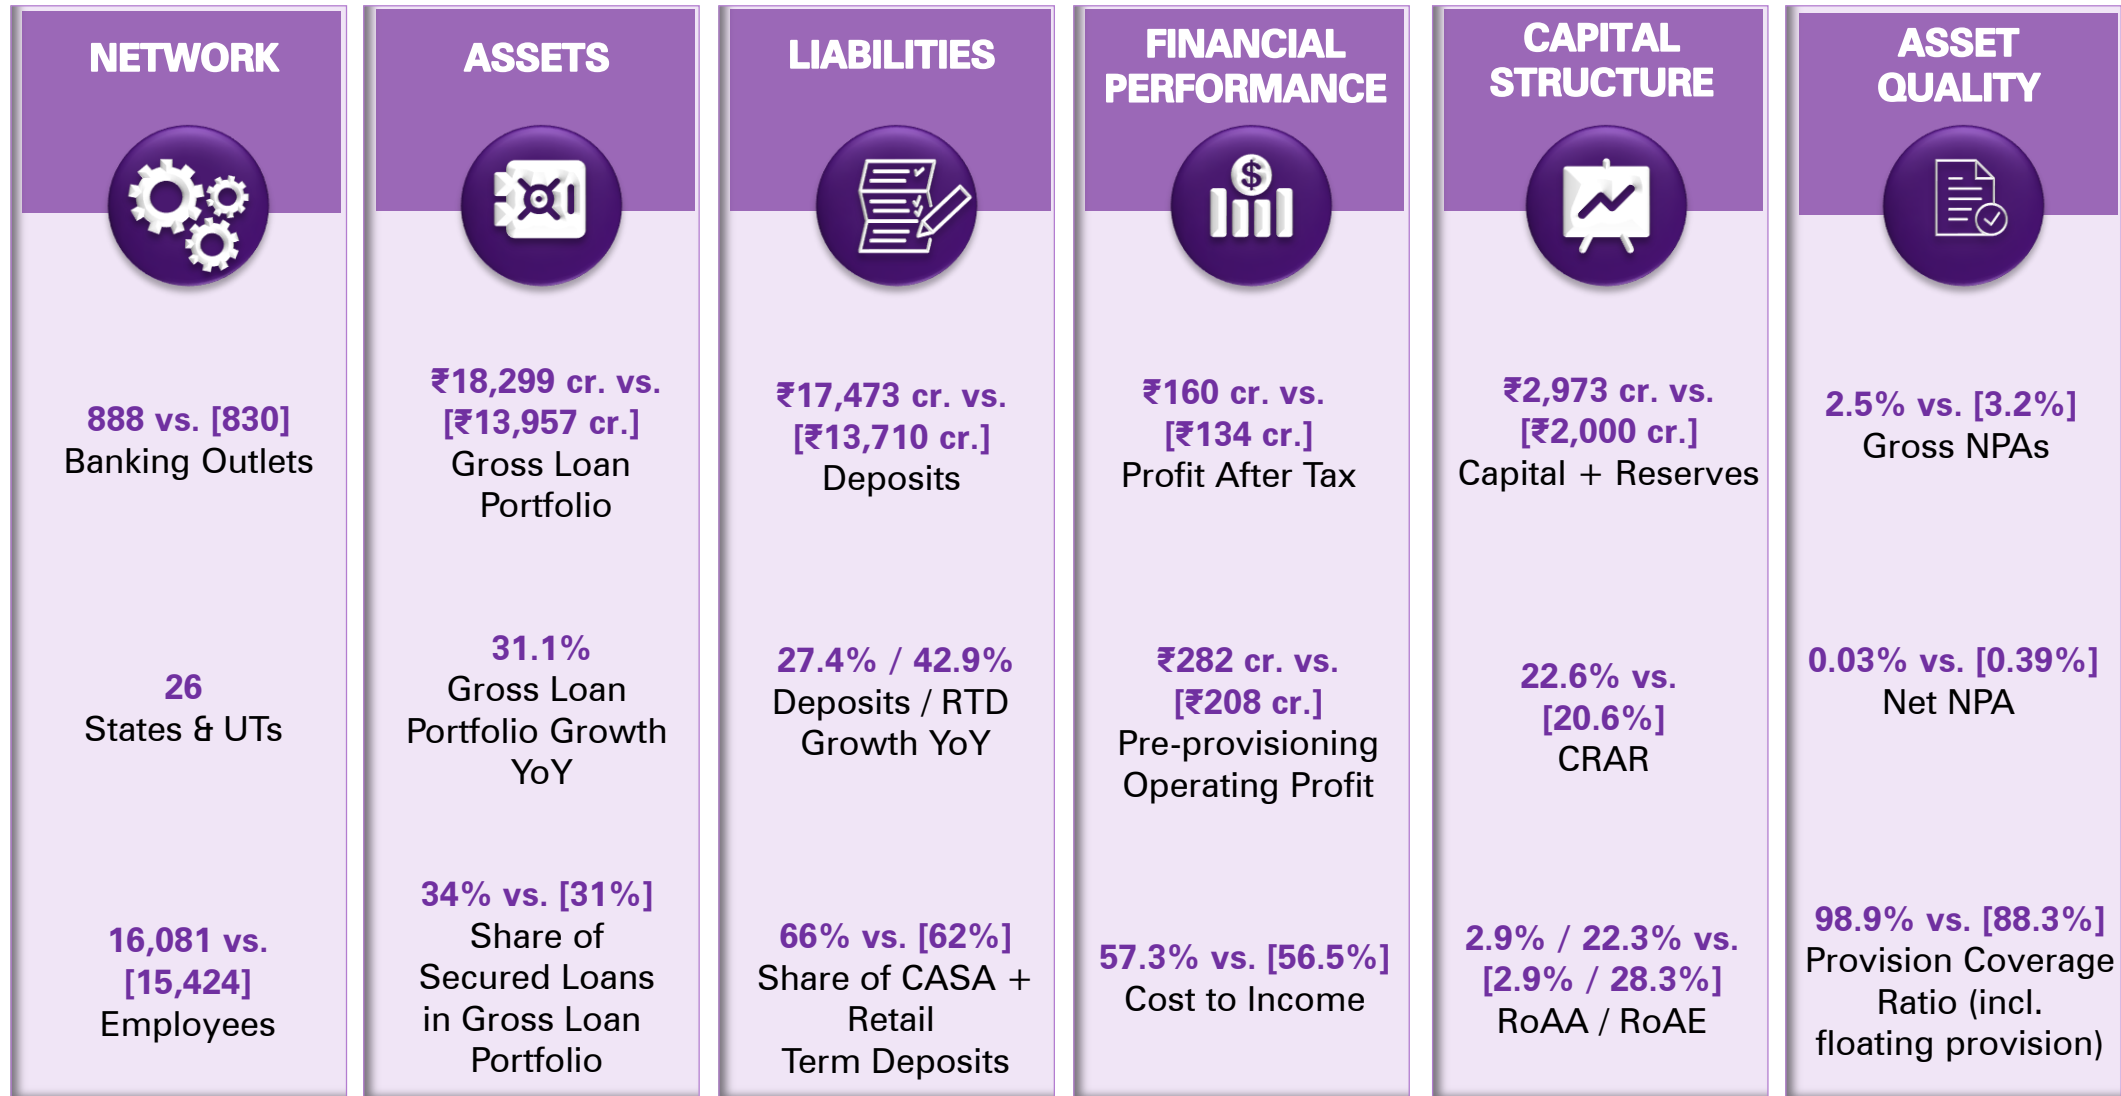 NETWORK
888 vs. [830]
Banking Outlets
26
States & UTs
16,081 vs.
[15,424]
Employees
ASSETS
₹18,299 cr. vs.
[₹13,957 cr.]
Gross Loan
Portfolio
31.1%
Gross Loan
Portfolio Growth
YoY
34% vs. [31%]
Share of
Secured Loans
in Gross Loan
Portfolio
LIABILITIES
₹17,473 cr. vs.
[₹13,710 cr.]
Deposits
27.4% / 42.9%
Deposits / RTD
Growth YoY
66% vs. [62%]
Share of CASA +
Retail
Term Deposits
FINANCIAL
PERFORMANCE
$
₹160 cr. vs.
[₹134 cr.]
Profit After Tax
₹282 cr. vs.
[₹208 cr.]
Pre-provisioning
Operating Profit
57.3% vs. [56.5%]
Cost to Income
CAPITAL
STRUCTURE
₹2,973 cr. vs.
[₹2,000 cr.]
Capital + Reserves
22.6% vs.
[20.6%]
CRAR
2.9% / 22.3% vs.
[2.9% / 28.3%]
RoAA / RoAE
ASSET
QUALITY
2.5% vs. [3.2%]
Gross NPAs
0.03% vs. [0.39%]
Net NPA
98.9% vs. [88.3%]
Provision Coverage
Ratio (incl.
floating provision)